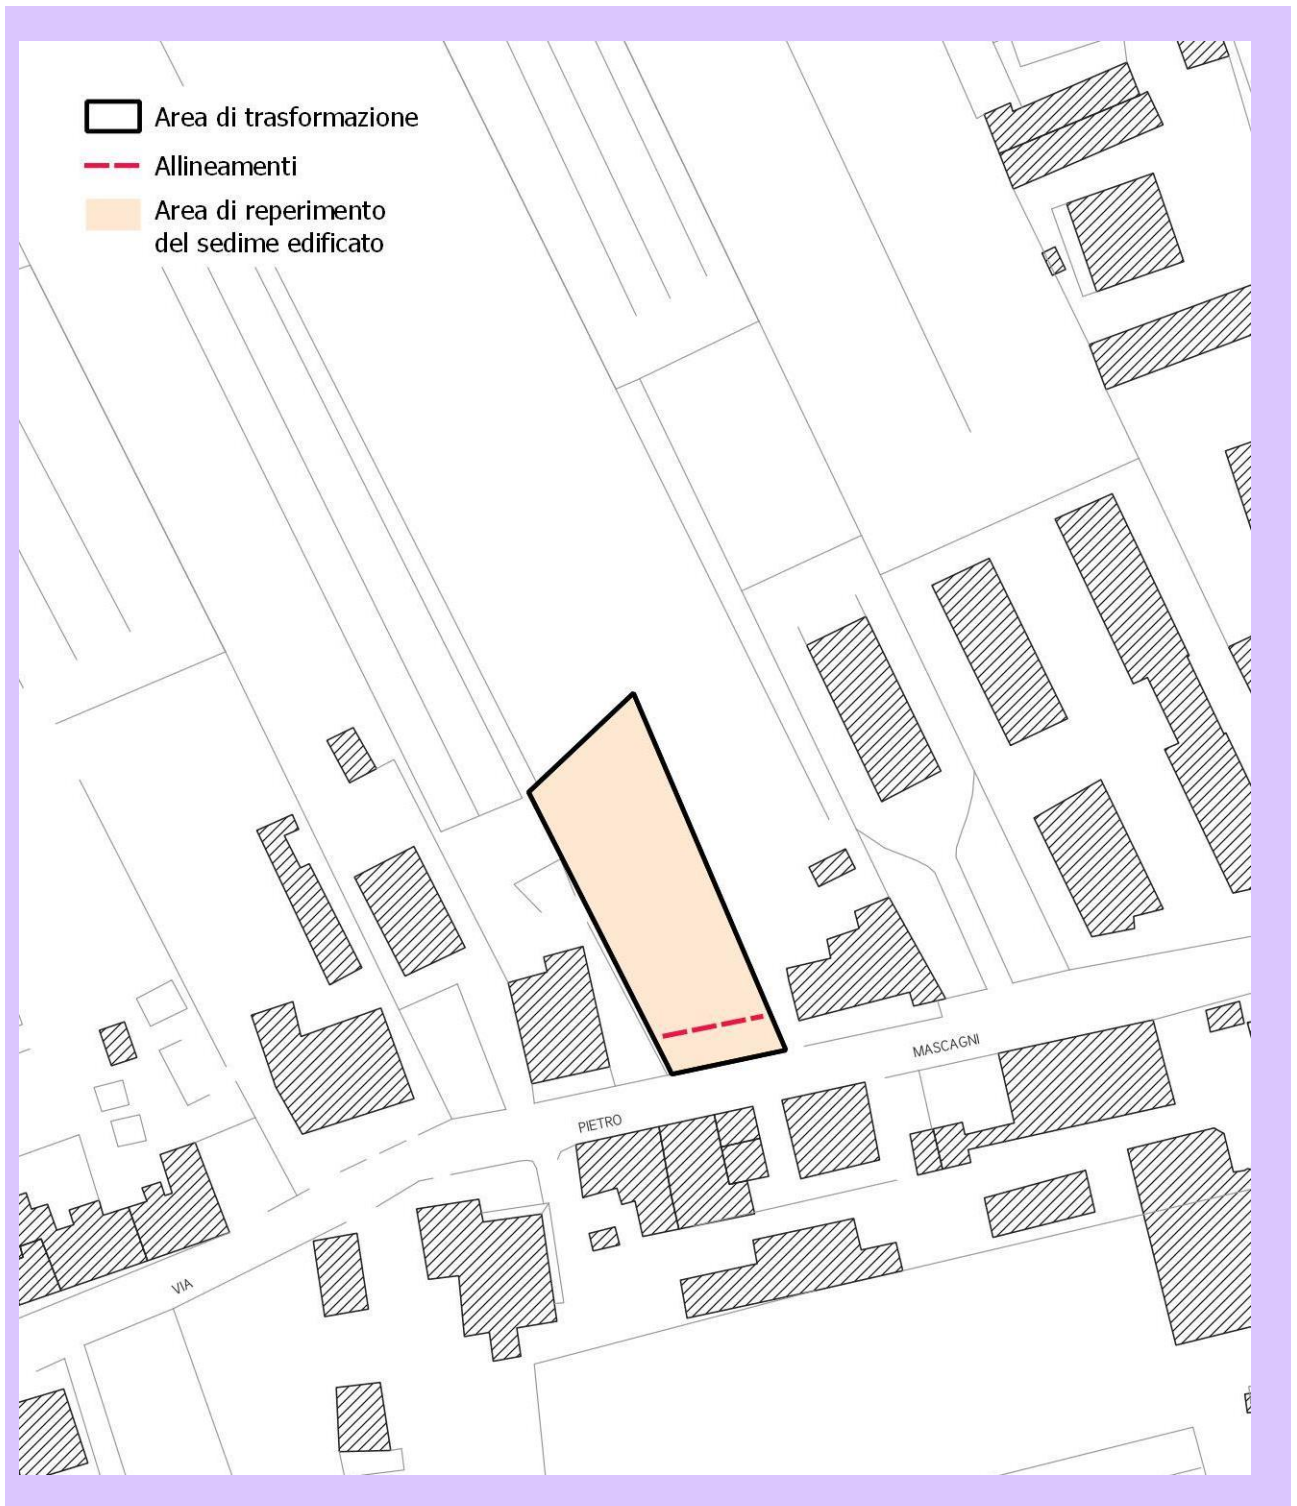 Area di trasformazione
Allineamenti
Area di reperimento
del sedime edificato
MASCAGNI
PIETRO
VIA